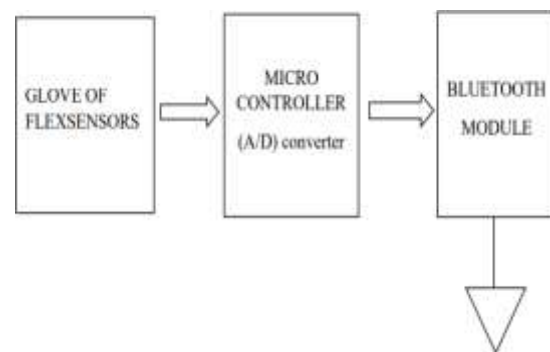 GLOVE OF
FLEXSENSORS
MICRO
CONTROLLER
(A/D) converter
BLUETOOTH
MODULE